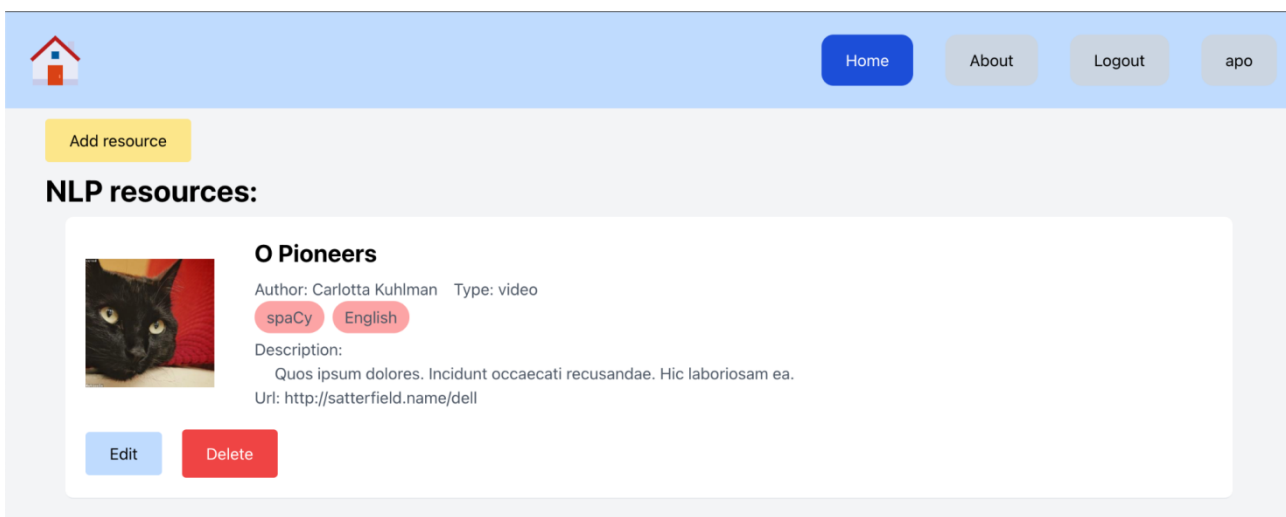 Home About Logout apo
Add resource
NLP resources:
O Pioneers
Author: Carlotta Kuhlman Type: video
spaCy English
Description:
Quos ipsum dolores. Incidunt occaecati recusandae. Hic laboriosam ea.
Url: http://satterfield.name/dell
Edit Delete